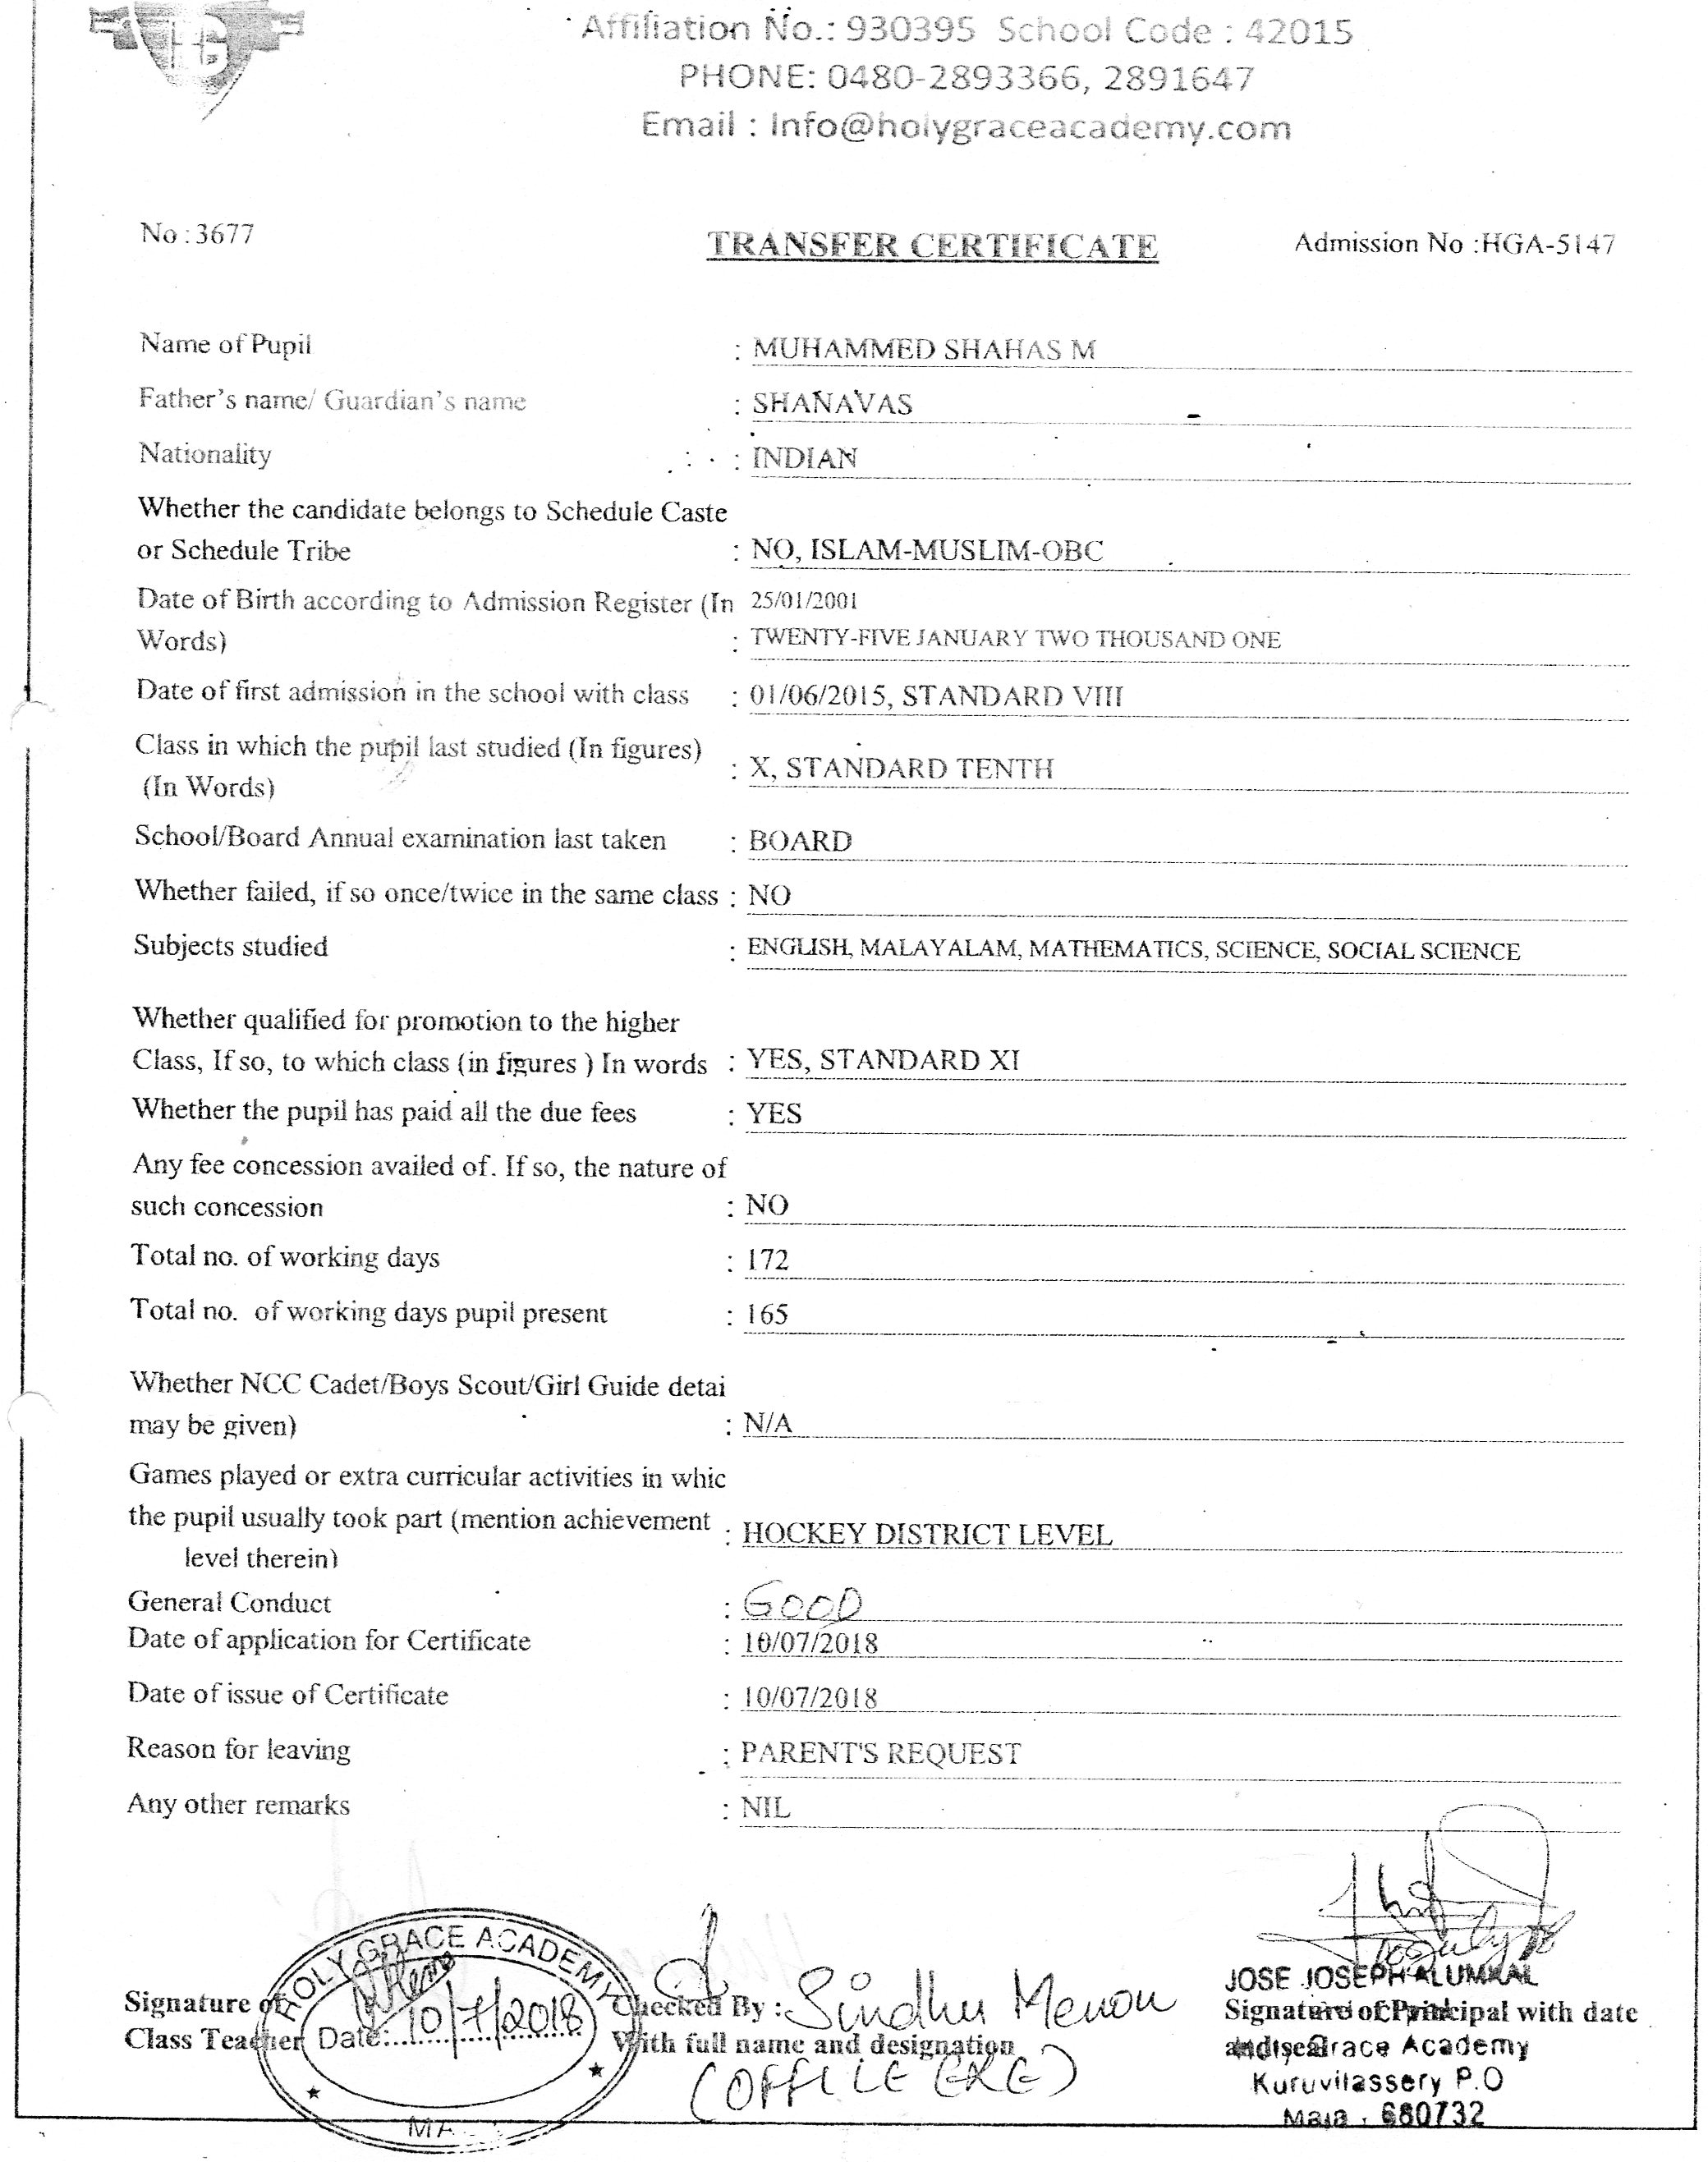 HG
Affiliation No.: 930395 School Code : 42015
PHONE: 0480-2893366, 2891647
Email : Info@holygraceacademy.com
No : 3677
TRANSFER CERTIFICATE
Admission No :HGA-5147
Name of Pupil : MUHAMMED SHAHAS M
Father's name/ Guardian's name : SHANAVAS
Nationality : INDIAN
Whether the candidate belongs to Schedule Caste
or Schedule Tribe : NO, ISLAM-MUSLIM-OBC
Date of Birth according to Admission Register (In 25/01/2001
Words) : TWENTY-FIVE JANUARY TWO THOUSAND ONE
Date of first admission in the school with class : 01/06/2015, STANDARD VIII
Class in which the pupil last studied (In figures)
(In Words) : X, STANDARD TENTH
School/Board Annual examination last taken : BOARD
Whether failed, if so once/twice in the same class : NO
Subjects studied : ENGLISH, MALAYALAM, MATHEMATICS, SCIENCE, SOCIAL SCIENCE
Whether qualified for promotion to the higher
Class, If so, to which class (in figures ) In words : YES, STANDARD XI
Whether the pupil has paid all the due fees : YES
Any fee concession availed of. If so, the nature of
such concession : NO
Total no. of working days : 172
Total no. of working days pupil present : 165
Whether NCC Cadet/Boys Scout/Girl Guide detai
may be given) : N/A
Games played or extra curricular activities in whic
the pupil usually took part (mention achievement : HOCKEY DISTRICT LEVEL
level therein)
General Conduct : GOOD
Date of application for Certificate : 10/07/2018
Date of issue of Certificate : 10/07/2018
Reason for leaving : PARENT'S REQUEST
Any other remarks : NIL
HOLY GRACE ACADEMY
Signature of
Class Teacher Date: 10/7/2018
Checked By : Sindhu Menon
With full name and designation
JOSE JOSEPH ALUMKAL
Signature of Principal with date
and seal Grace Academy
Kuruvilassery P.O
Mala . 680732